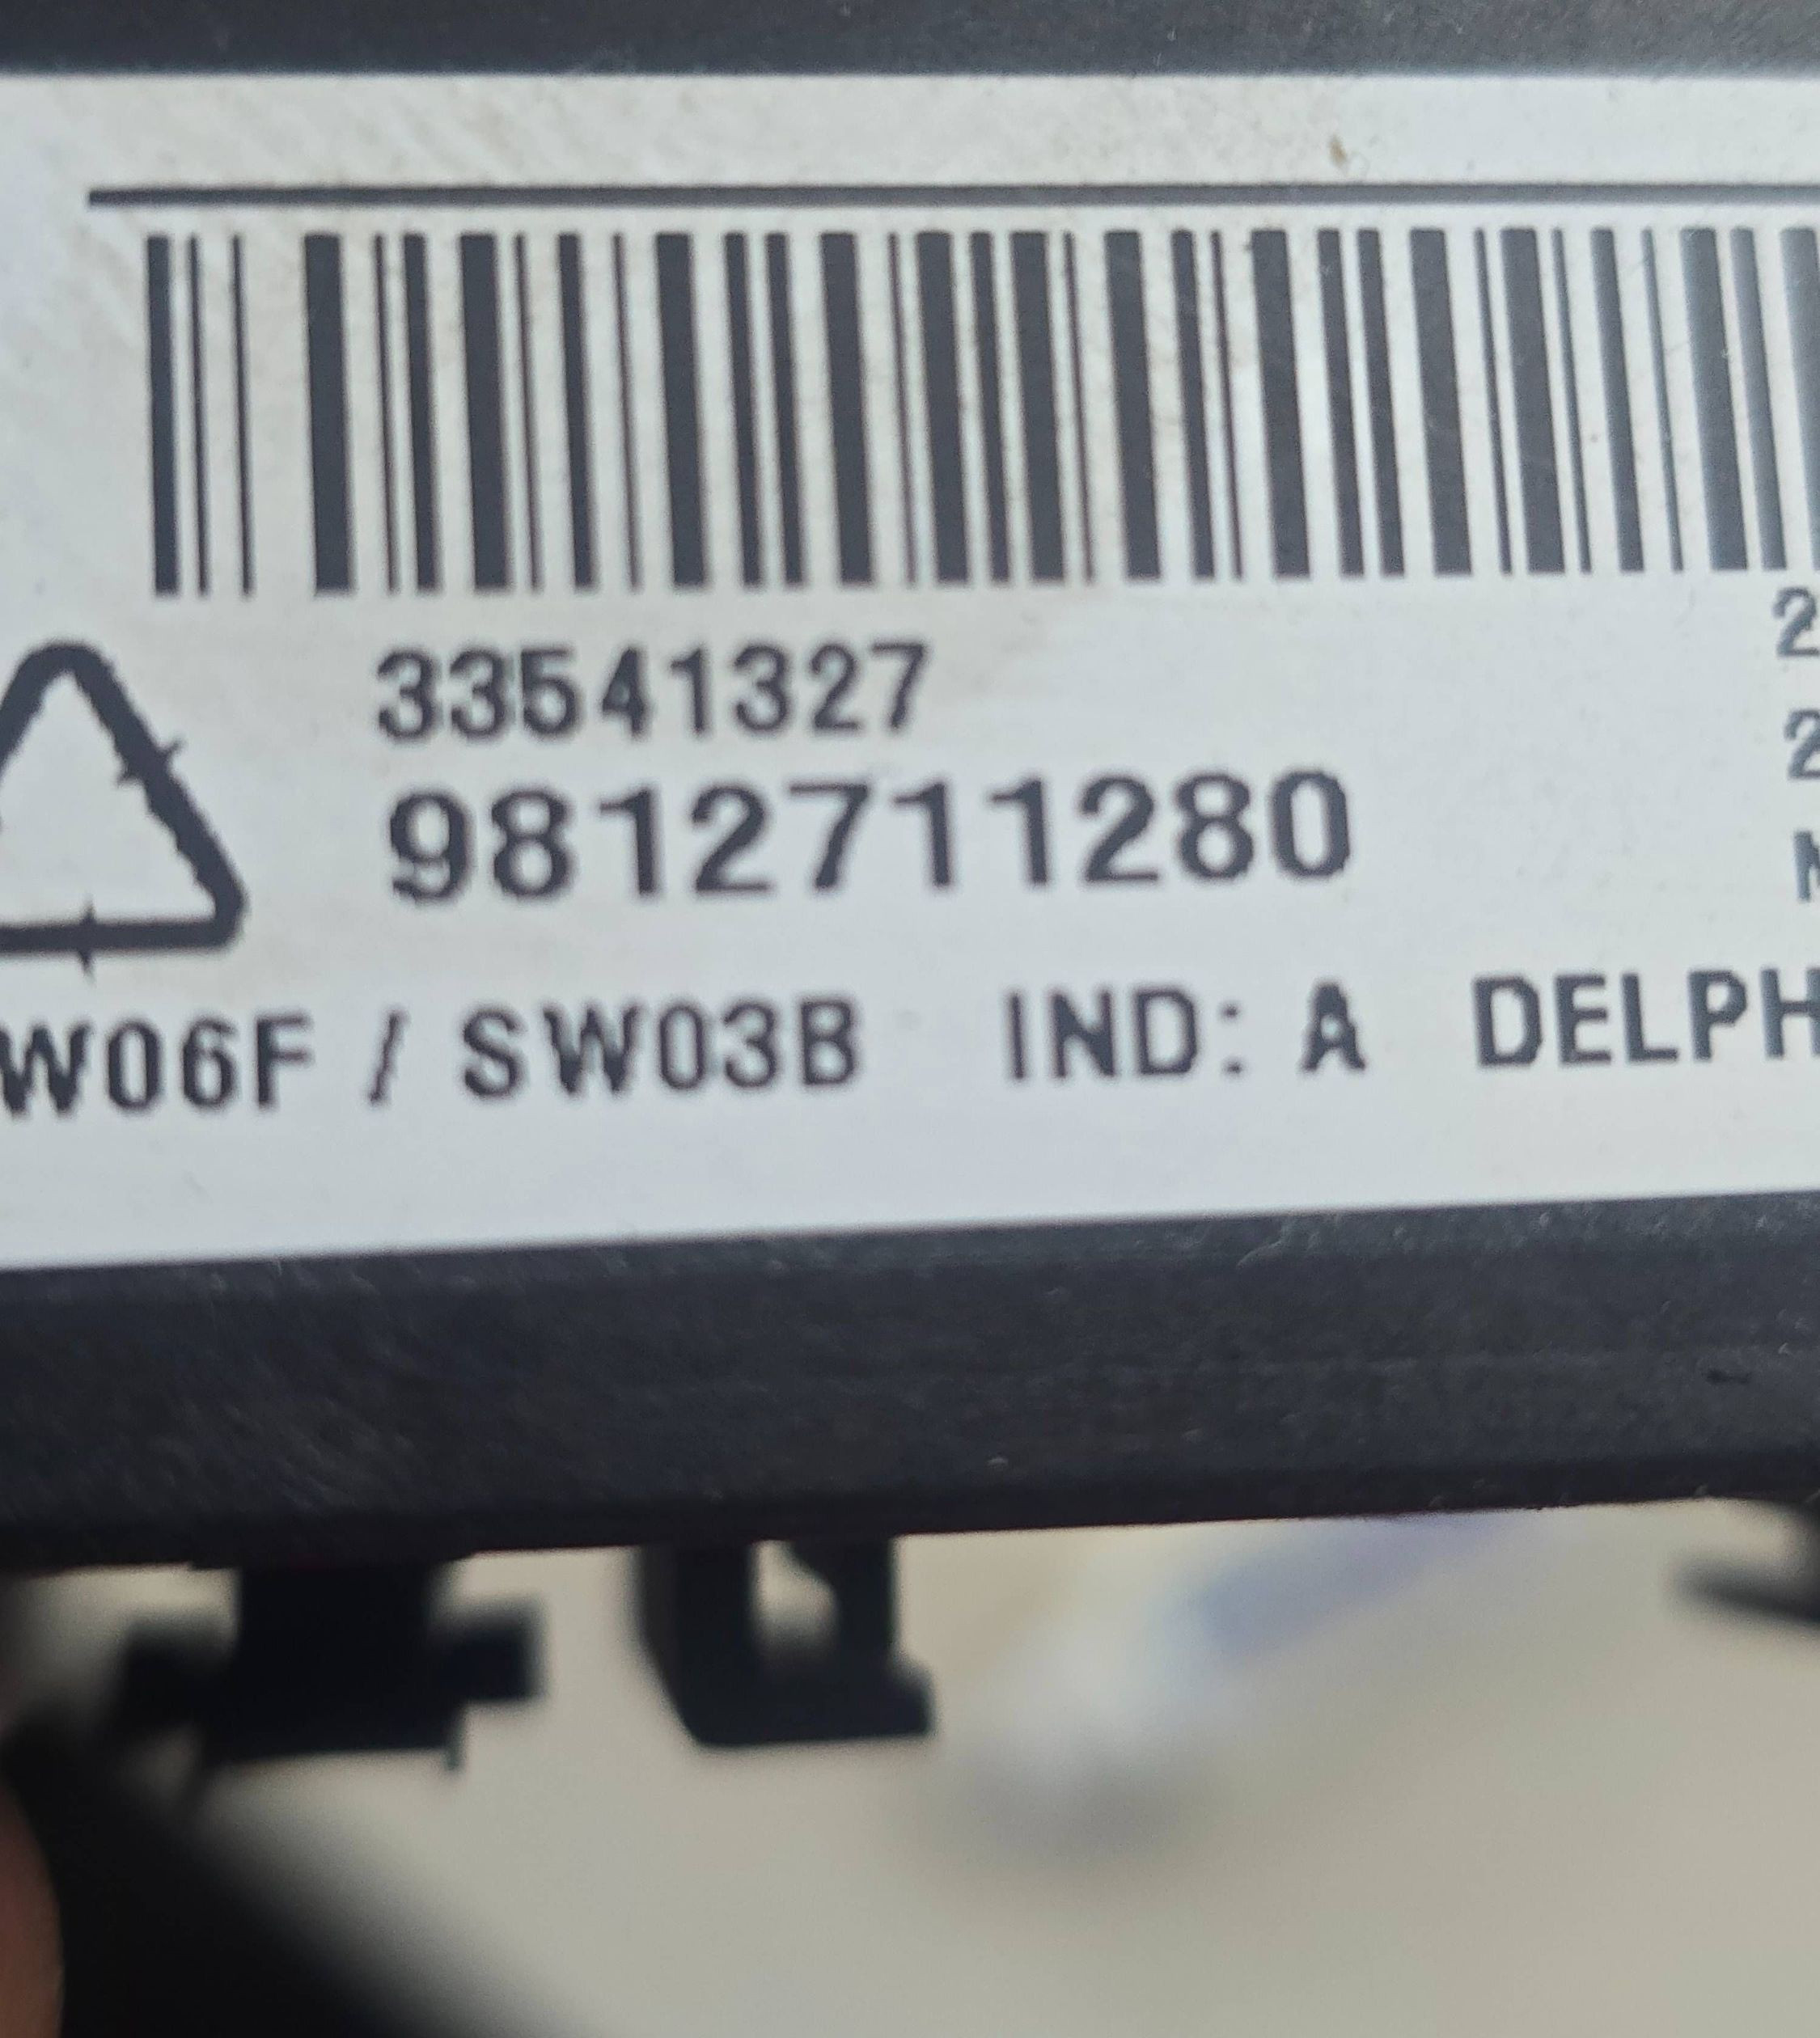 33541327
9812711280
W06F / SW03B IND: A DELPH